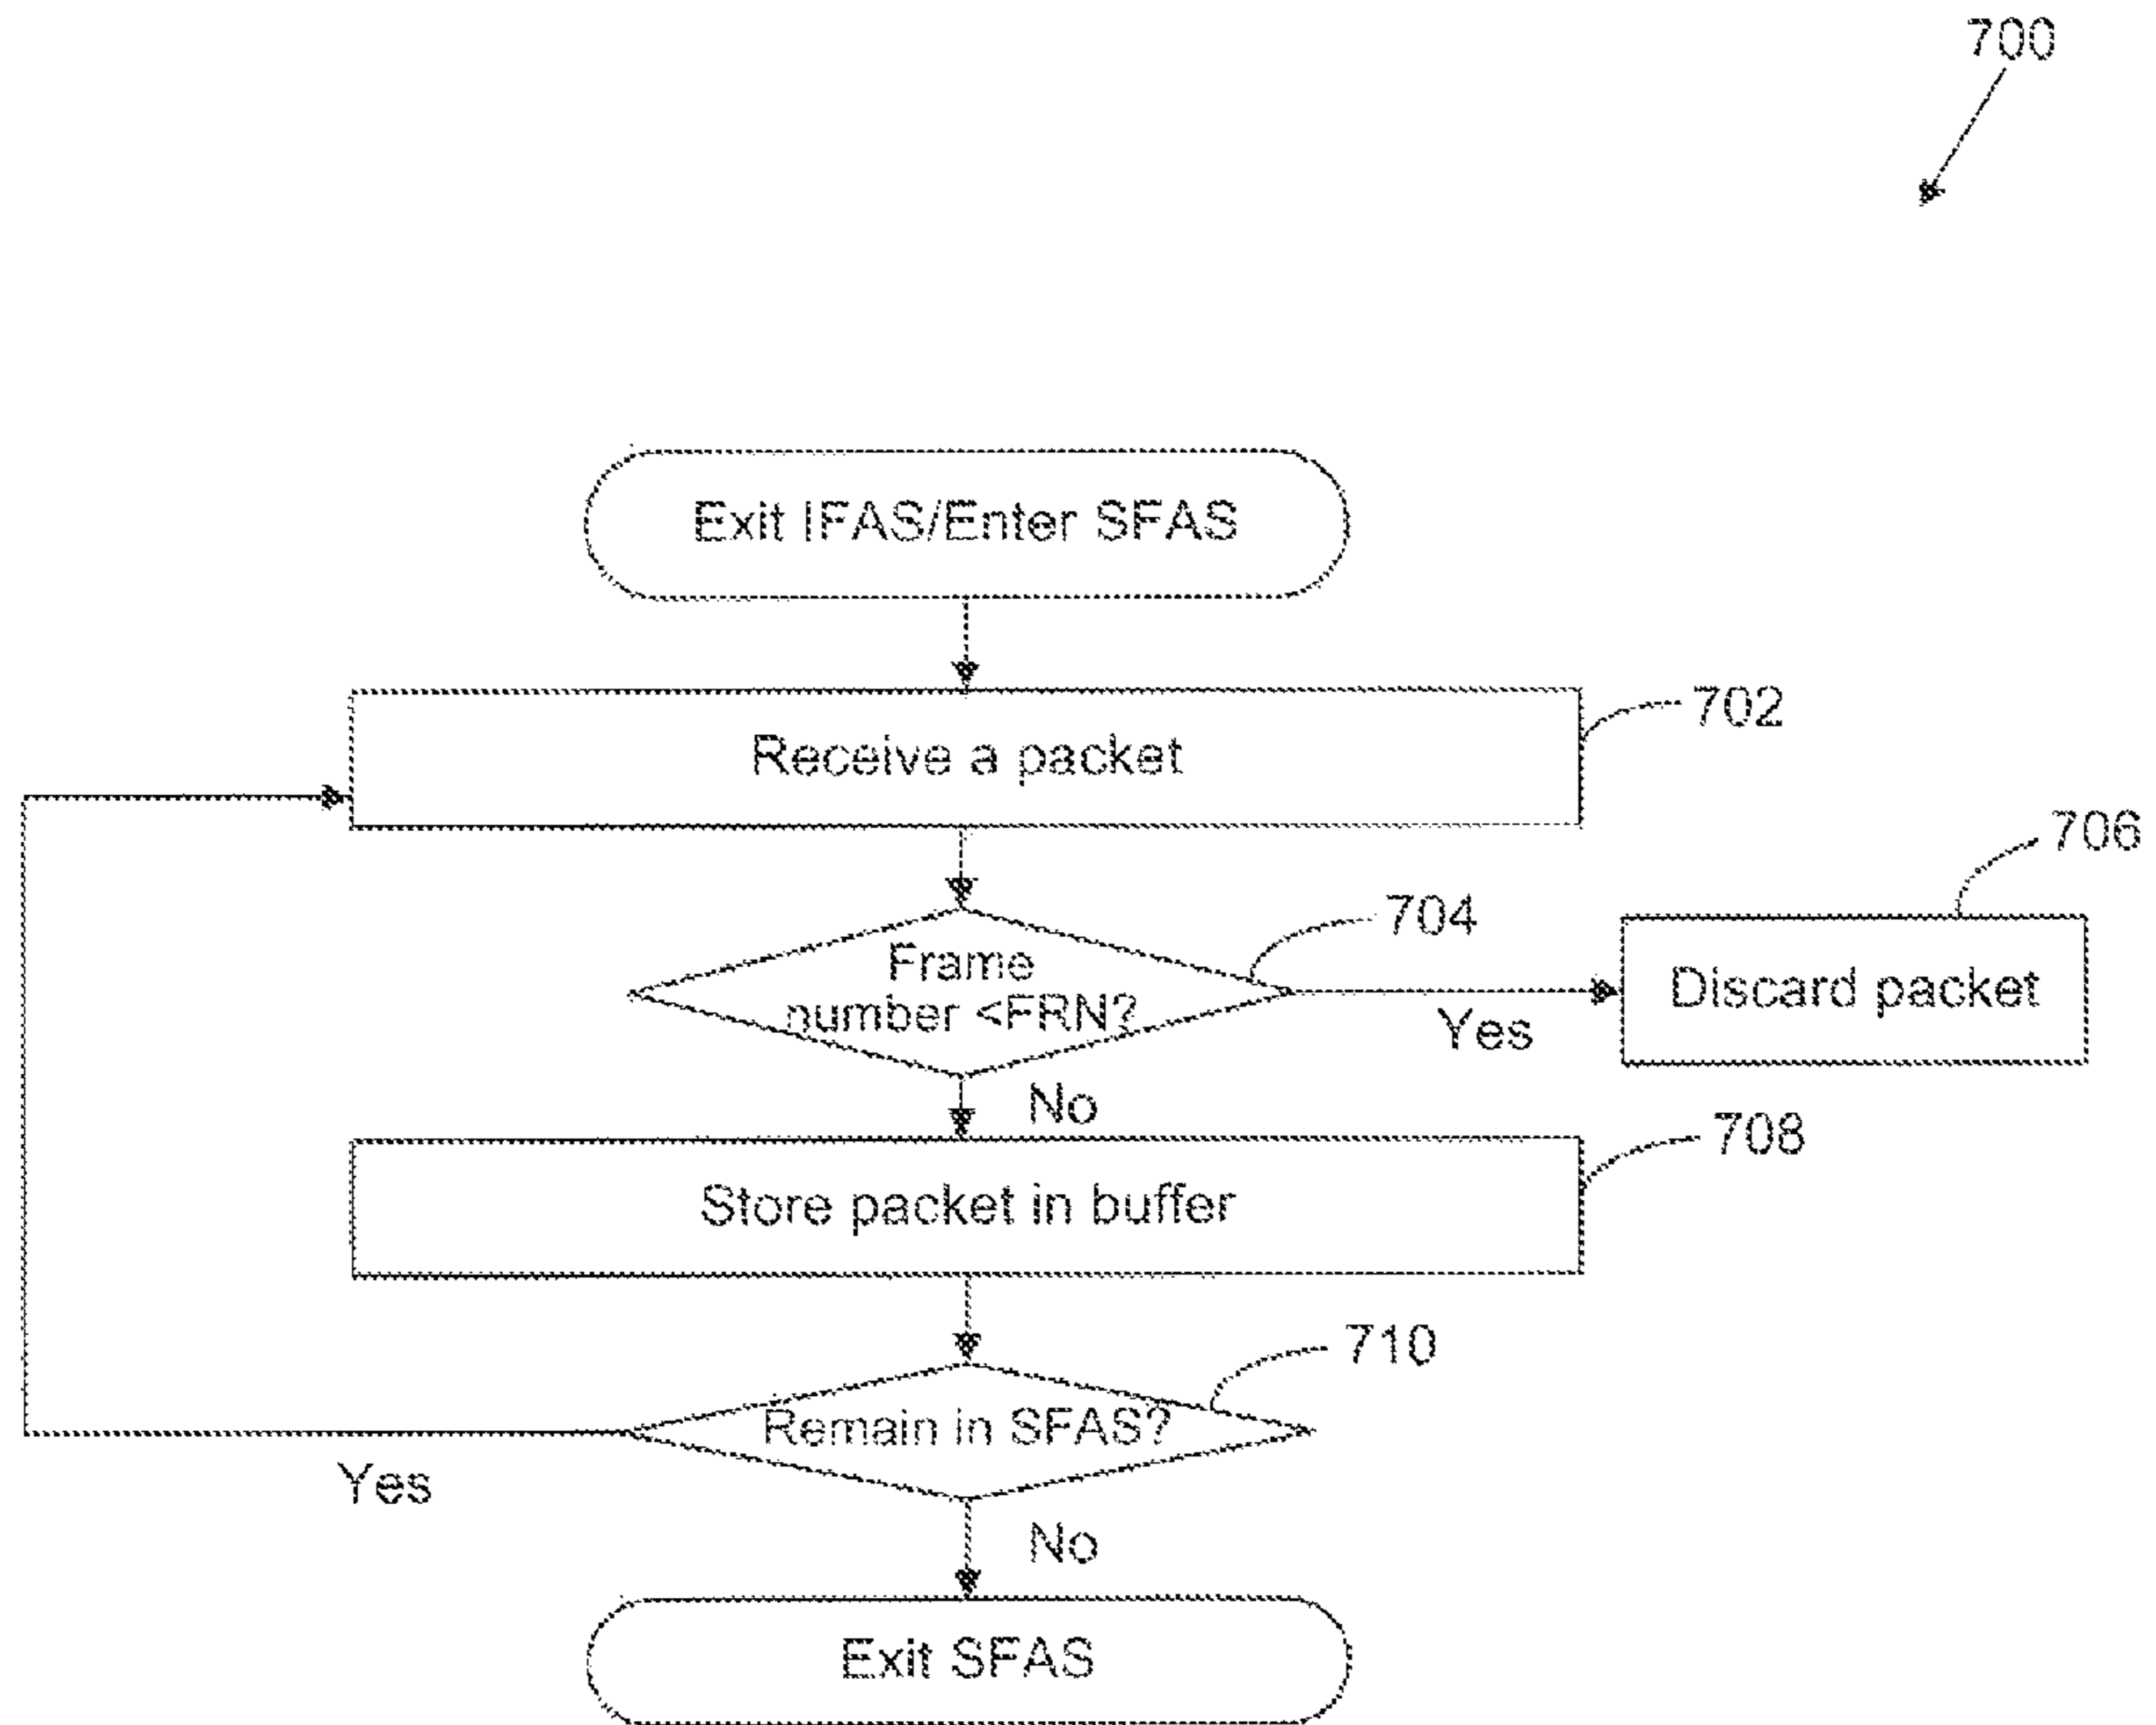 700
Exit IFAS/Enter SFAS
Receive a packet
702
706
704
Frame
number <FRN?
Discard packet
Yes
No
708
Store packet in buffer
710
Remain in SFAS?
Yes
No
Exit SFAS